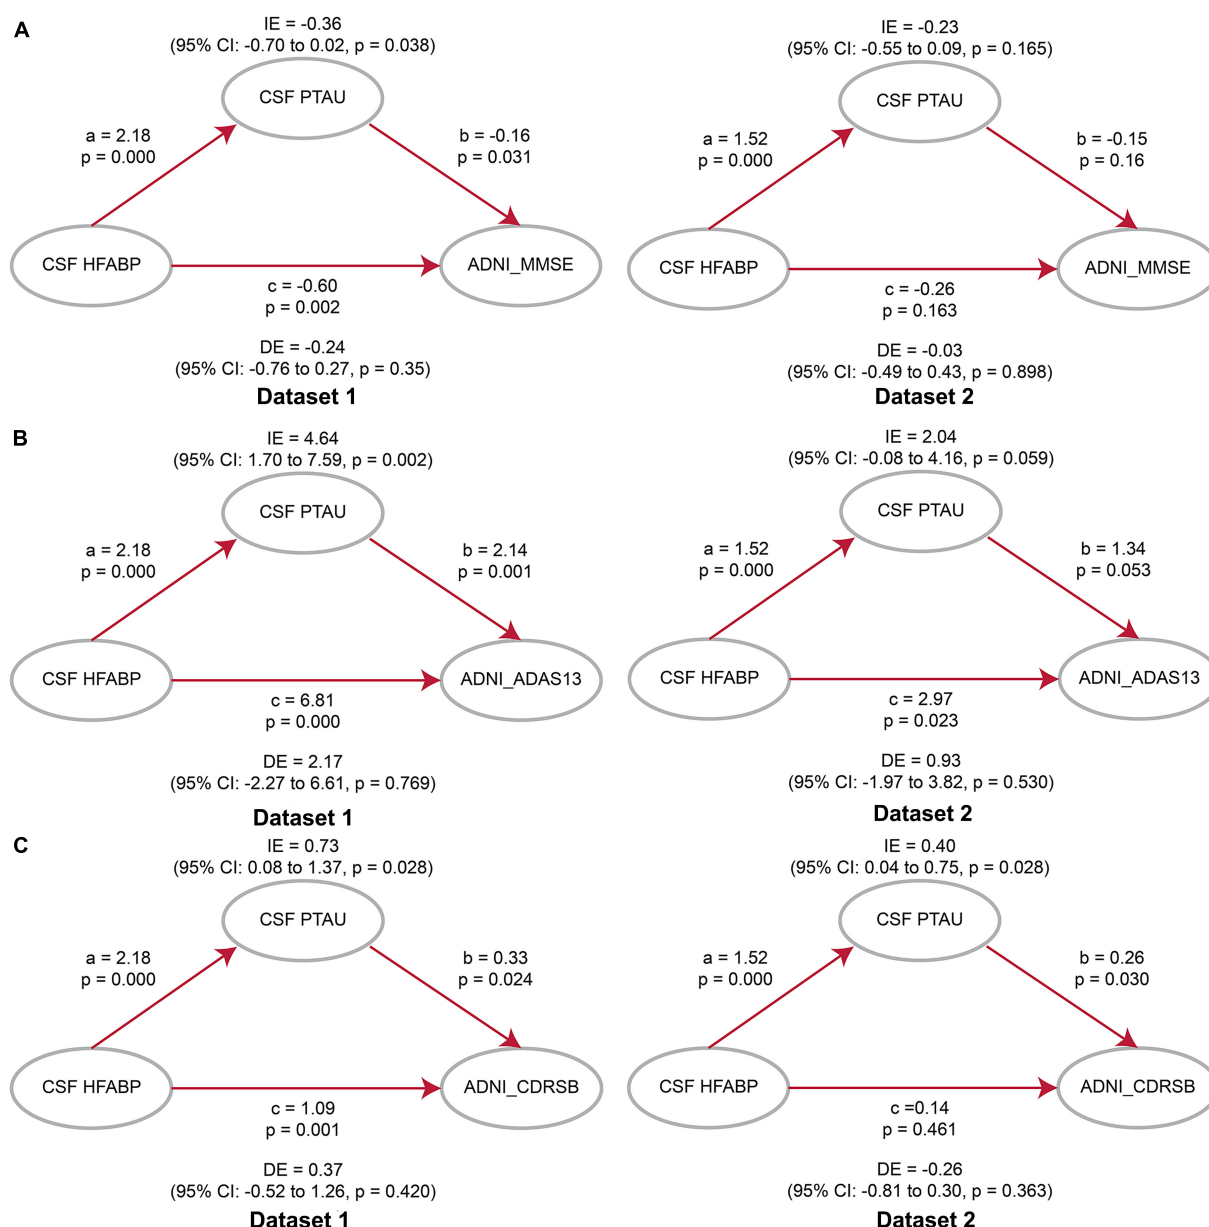 A
IE = -0.36
(95% CI: -0.70 to 0.02, p = 0.038)
CSF PTAU
a = 2.18
p = 0.000
b = -0.16
p = 0.031
CSF HFABP
ADNI_MMSE
c = -0.60
p = 0.002
DE = -0.24
(95% CI: -0.76 to 0.27, p = 0.35)
Dataset 1
IE = -0.23
(95% CI: -0.55 to 0.09, p = 0.165)
CSF PTAU
a = 1.52
p = 0.000
b = -0.15
p = 0.16
CSF HFABP
ADNI_MMSE
c = -0.26
p = 0.163
DE = -0.03
(95% CI: -0.49 to 0.43, p = 0.898)
Dataset 2
B
IE = 4.64
(95% CI: 1.70 to 7.59, p = 0.002)
CSF PTAU
a = 2.18
p = 0.000
b = 2.14
p = 0.001
CSF HFABP
ADNI_ADAS13
c = 6.81
p = 0.000
DE = 2.17
(95% CI: -2.27 to 6.61, p = 0.769)
Dataset 1
IE = 2.04
(95% CI: -0.08 to 4.16, p = 0.059)
CSF PTAU
a = 1.52
p = 0.000
b = 1.34
p = 0.053
CSF HFABP
ADNI_ADAS13
c = 2.97
p = 0.023
DE = 0.93
(95% CI: -1.97 to 3.82, p = 0.530)
Dataset 2
C
IE = 0.73
(95% CI: 0.08 to 1.37, p = 0.028)
CSF PTAU
a = 2.18
p = 0.000
b = 0.33
p = 0.024
CSF HFABP
ADNI_CDRSB
c = 1.09
p = 0.001
DE = 0.37
(95% CI: -0.52 to 1.26, p = 0.420)
Dataset 1
IE = 0.40
(95% CI: 0.04 to 0.75, p = 0.028)
CSF PTAU
a = 1.52
p = 0.000
b = 0.26
p = 0.030
CSF HFABP
ADNI_CDRSB
c =0.14
p = 0.461
DE = -0.26
(95% CI: -0.81 to 0.30, p = 0.363)
Dataset 2